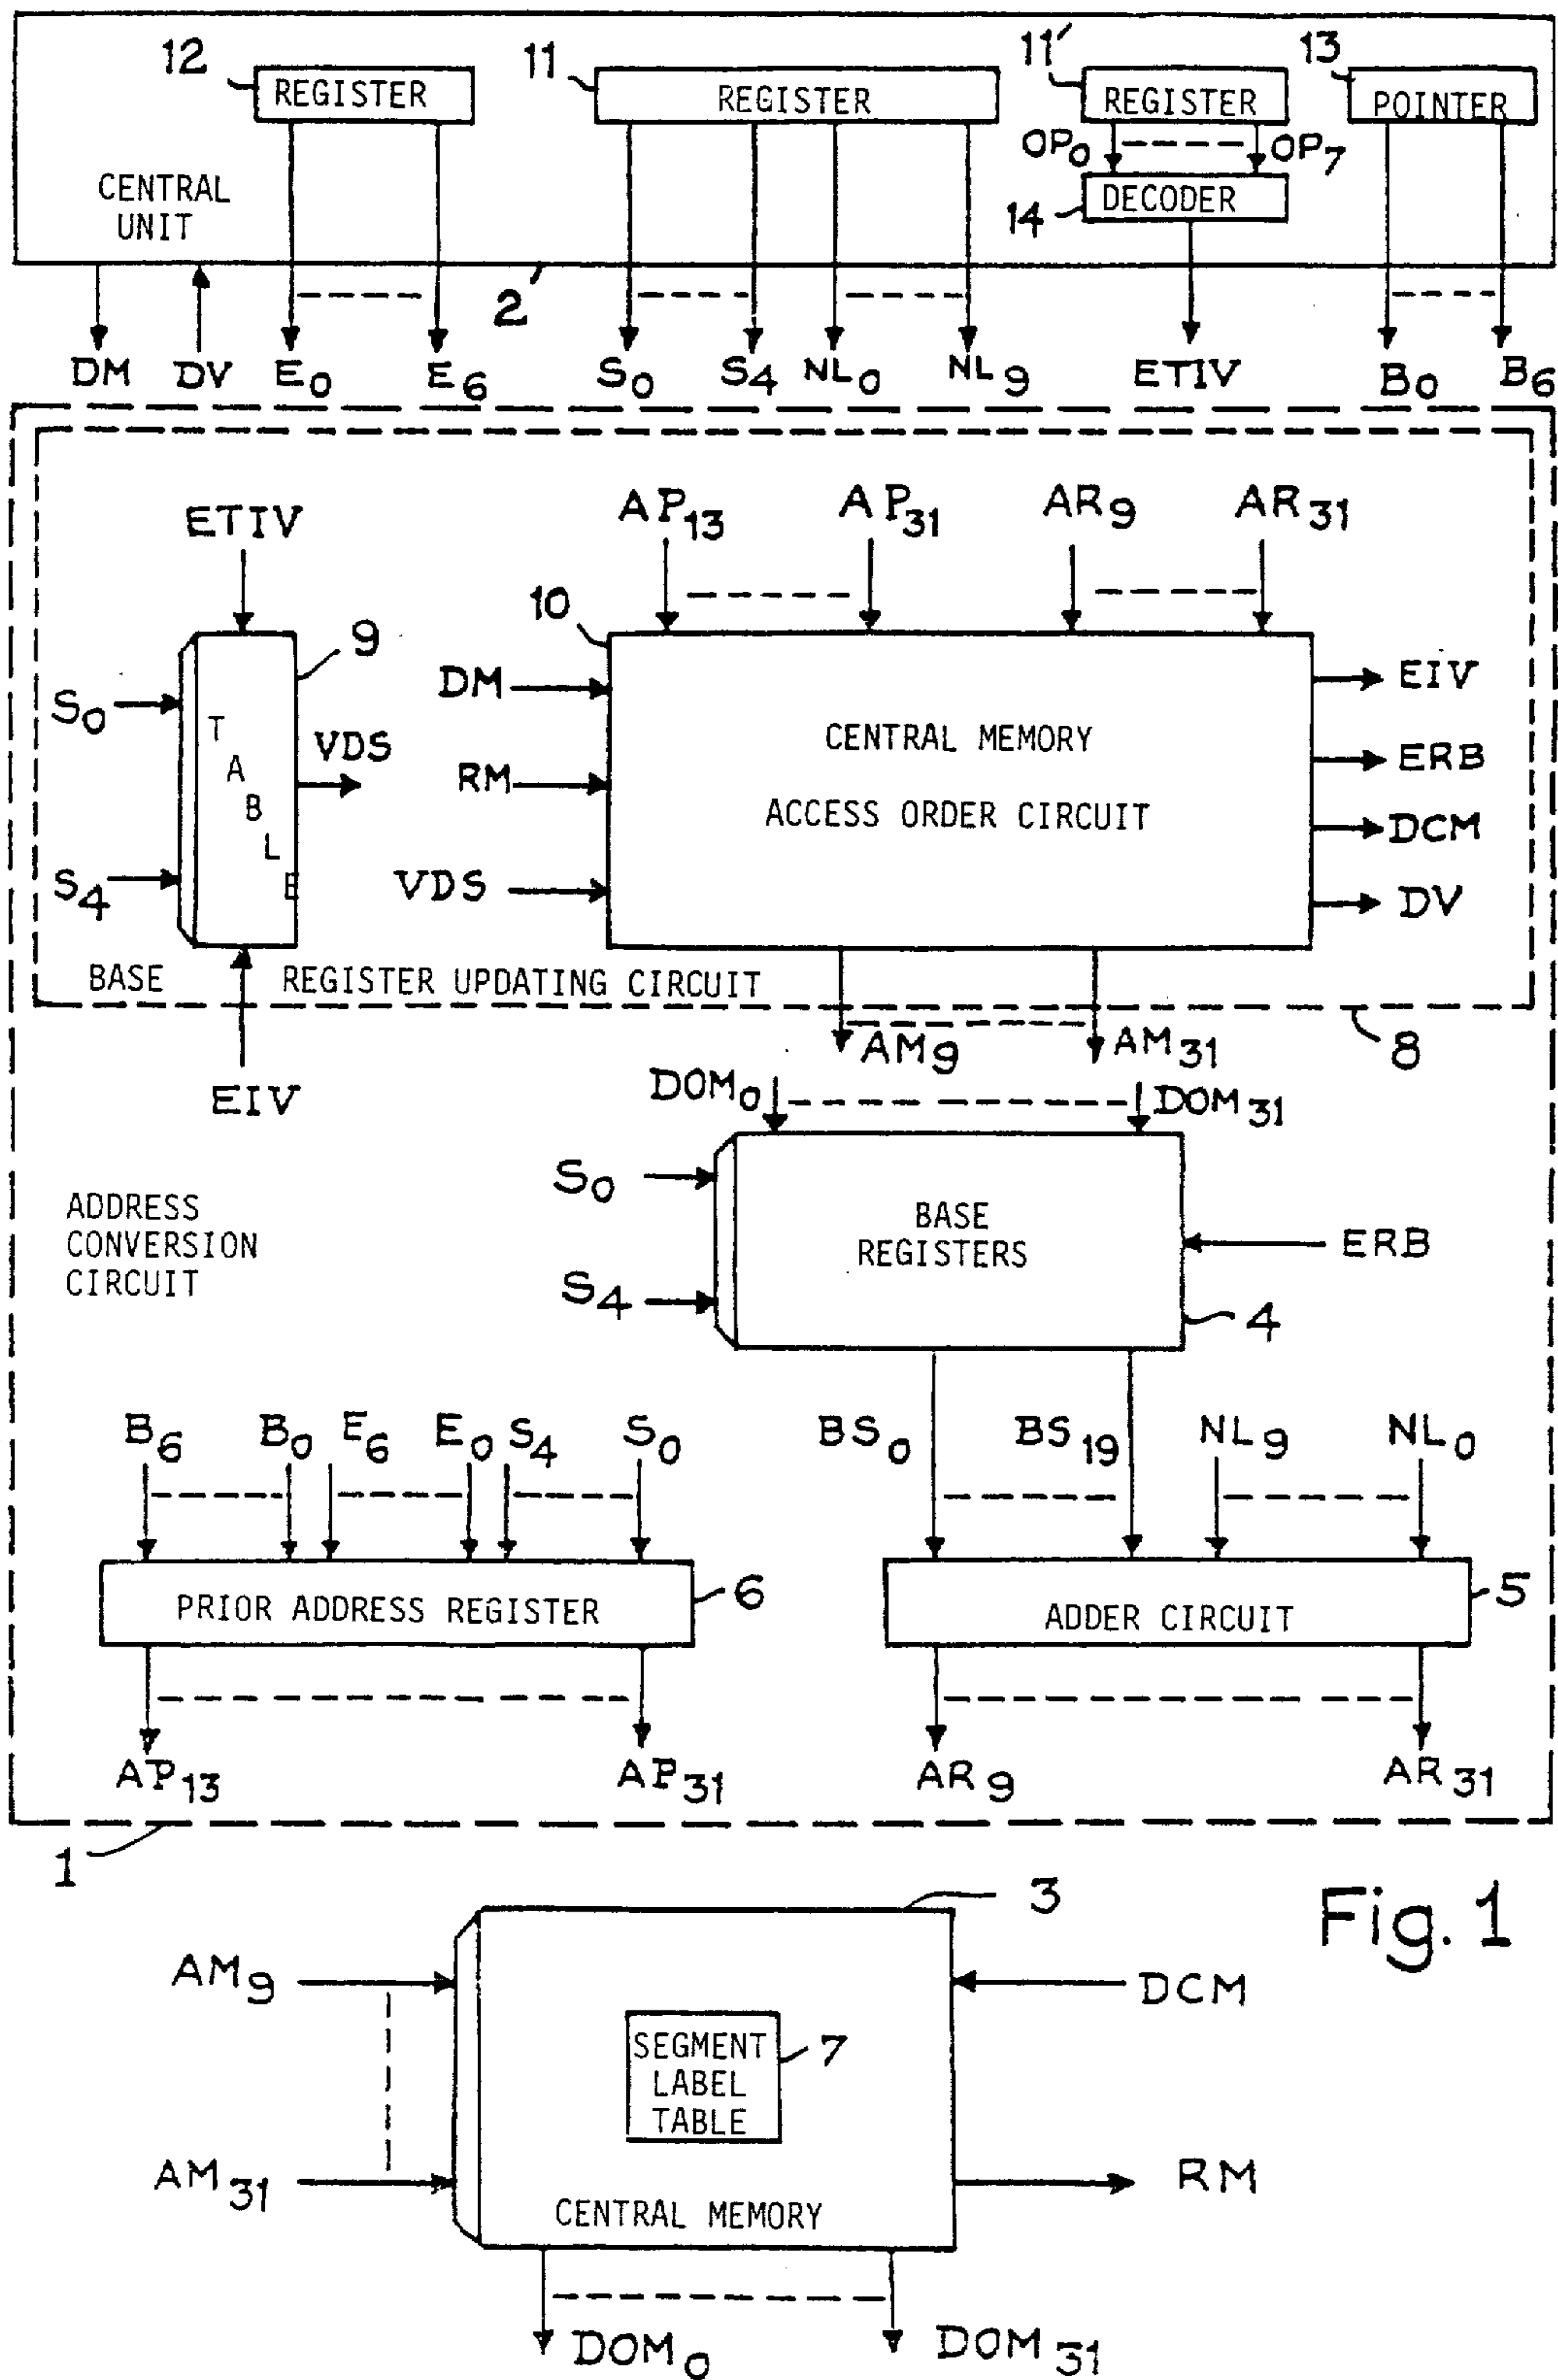 12 11 11′ 13
REGISTER REGISTER REGISTER POINTER
OP0 OP7
CENTRAL
UNIT
14 DECODER
2
DM DV E0 E6 S0 S4 NL0 NL9 ETIV B0 B6
ETIV AP13 AP31 AR9 AR31
9 10
S0 DM EIV
TABLE VDS CENTRAL MEMORY
RM ERB
ACCESS ORDER CIRCUIT DCM
S4 VDS DV
BASE REGISTER UPDATING CIRCUIT
8
AM9 AM31
EIV DOM0 DOM31
S0
ADDRESS
CONVERSION
CIRCUIT
BASE
REGISTERS
ERB
S4 4
B6 B0 E6 E0 S4 S0 BS0 BS19 NL9 NL0
PRIOR ADDRESS REGISTER 6
ADDER CIRCUIT 5
AP13 AP31 AR9 AR31
1
3
Fig. 1
AM9 DCM
SEGMENT
LABEL
TABLE
7
AM31 RM
CENTRAL MEMORY
DOM0 DOM31